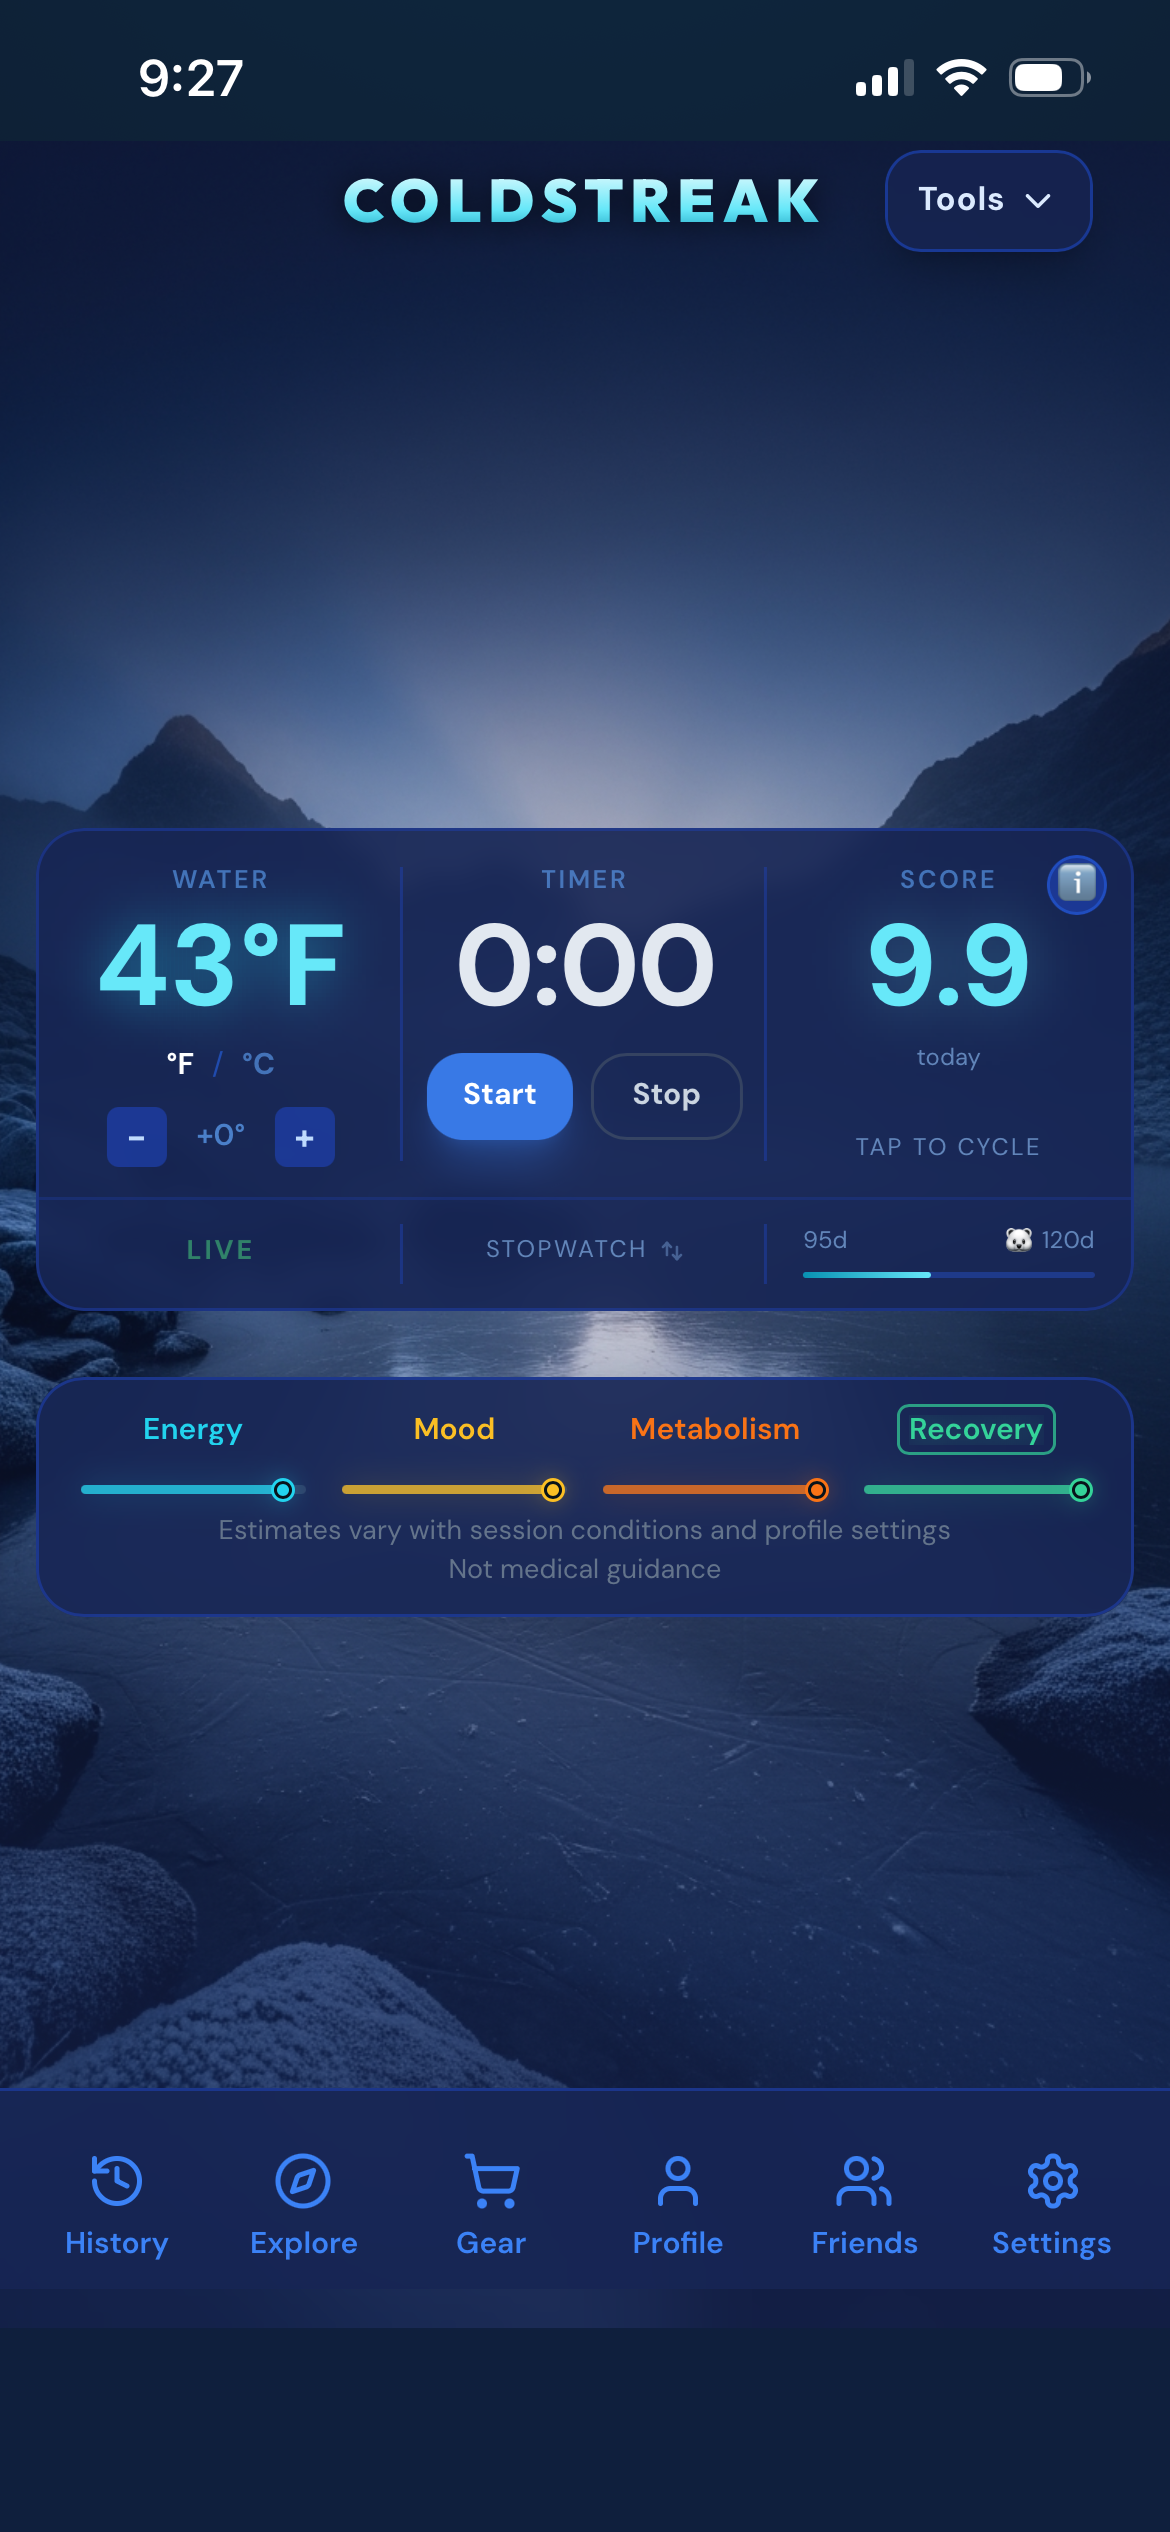 9:27
COLDSTREAK
Tools
WATER
TIMER
SCORE
i
43°F
0:00
9.9
°F / °C
Start
Stop
today
− +0° +
TAP TO CYCLE
LIVE
STOPWATCH
95d
120d
Energy
Mood
Metabolism
Recovery
Estimates vary with session conditions and profile settings
Not medical guidance
History
Explore
Gear
Profile
Friends
Settings